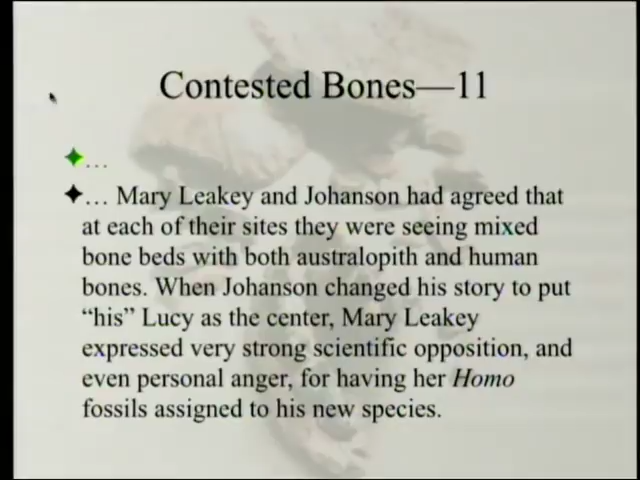 Contested Bones—11
…
… Mary Leakey and Johanson had agreed that
at each of their sites they were seeing mixed
bone beds with both australopith and human
bones. When Johanson changed his story to put
“his” Lucy as the center, Mary Leakey
expressed very strong scientific opposition, and
even personal anger, for having her Homo
fossils assigned to his new species.